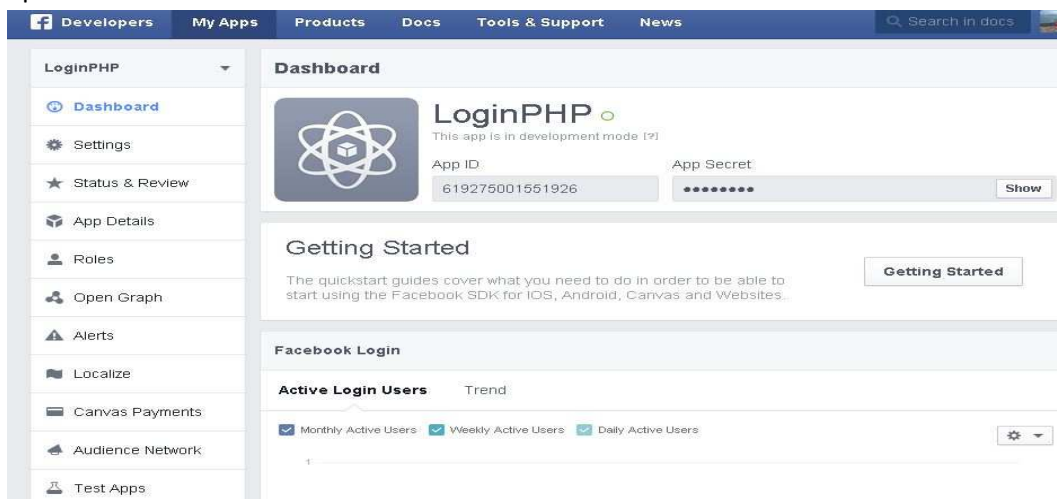 Developers My Apps Products Docs Tools & Support News Search in docs
LoginPHP
Dashboard
Settings
Status & Review
App Details
Roles
Open Graph
Alerts
Localize
Canvas Payments
Audience Network
Test Apps
Dashboard
LoginPHP
This app is in development mode [?]
App ID App Secret
619275001551926 •••••••• Show
Getting Started
The quickstart guides cover what you need to do in order to be able to
start using the Facebook SDK for IOS, Android, Canvas and Websites.
Getting Started
Facebook Login
Active Login Users Trend
Monthly Active Users Weekly Active Users Daily Active Users
1